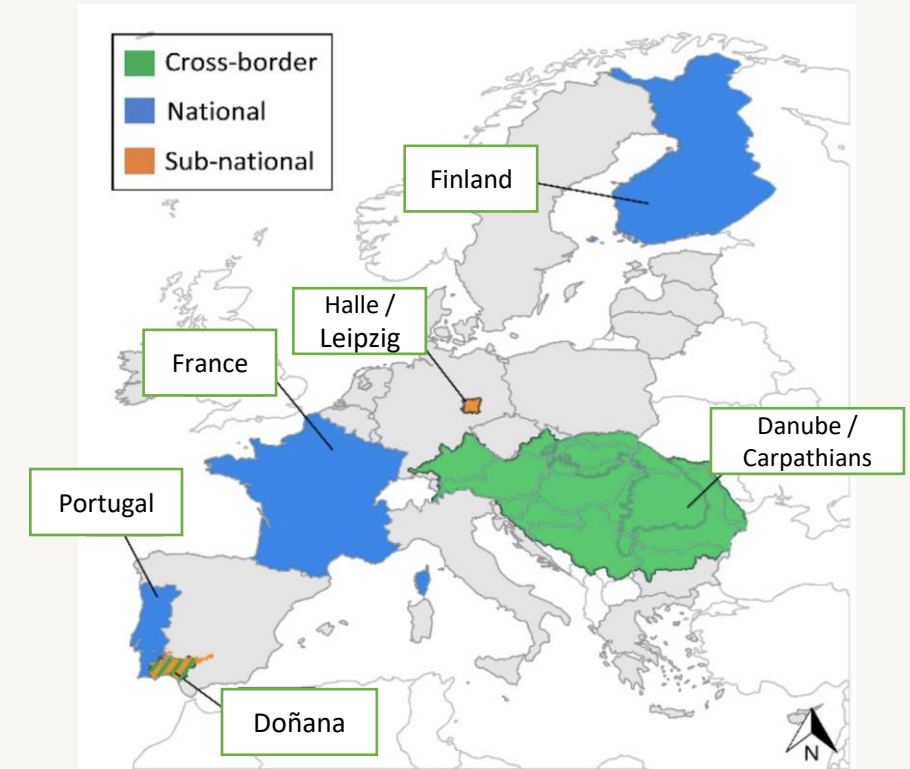 Cross-border
National
Sub-national
Finland
Halle /
Leipzig
France
Danube /
Carpathians
Portugal
Doñana
N